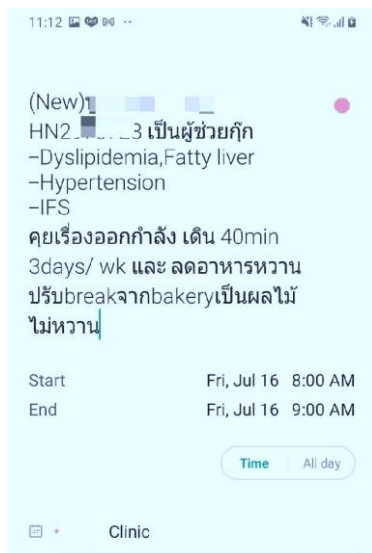 11:12
(New)
HN2 เป็นผู้ช่วยกุ๊ก
-Dyslipidemia,Fatty liver
-Hypertension
-IFS
คุยเรื่องออกกำลัง เดิน 40min
3days/ wk และ ลดอาหารหวาน
ปรับbreakจากbakeryเป็นผลไม้
ไม่หวาน
Start Fri, Jul 16 8:00 AM
End Fri, Jul 16 9:00 AM
Time All day
Clinic